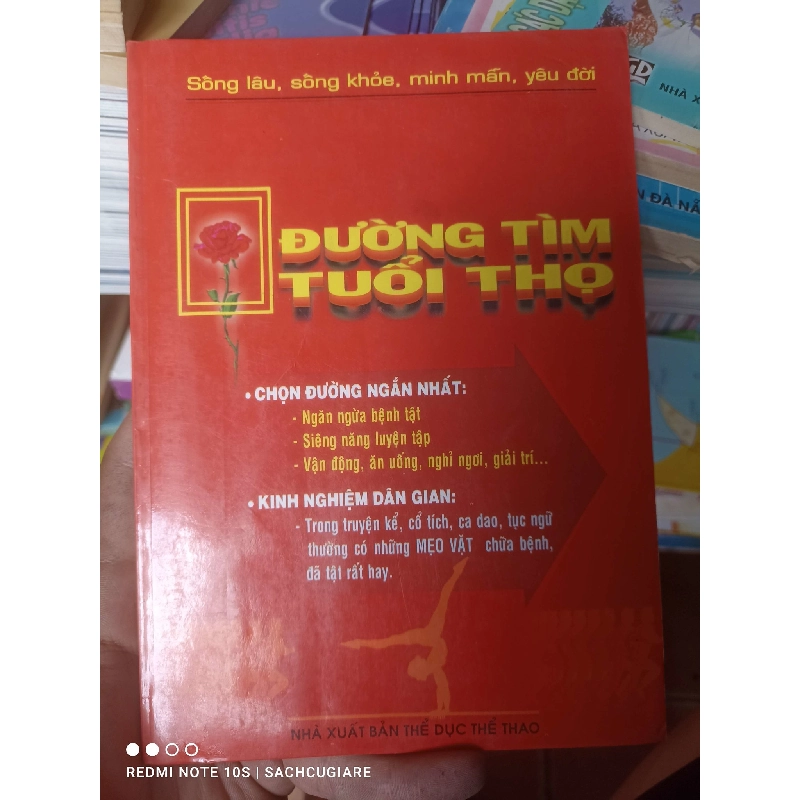 Sống lâu, sống khỏe, minh mẫn, yêu đời
ĐƯỜNG TÌM
TUỔI THỌ
• CHỌN ĐƯỜNG NGẮN NHẤT:
- Ngăn ngừa bệnh tật
- Siêng năng luyện tập
- Vận động, ăn uống, nghỉ ngơi, giải trí...
• KINH NGHIỆM DÂN GIAN:
- Trong truyện kể, cổ tích, ca dao, tục ngữ
thường có những MẸO VẶT chữa bệnh,
đã tật rất hay.
NHÀ XUẤT BẢN THỂ DỤC THỂ THAO
REDMI NOTE 10S | SACHCUGIARE
NHÀ X